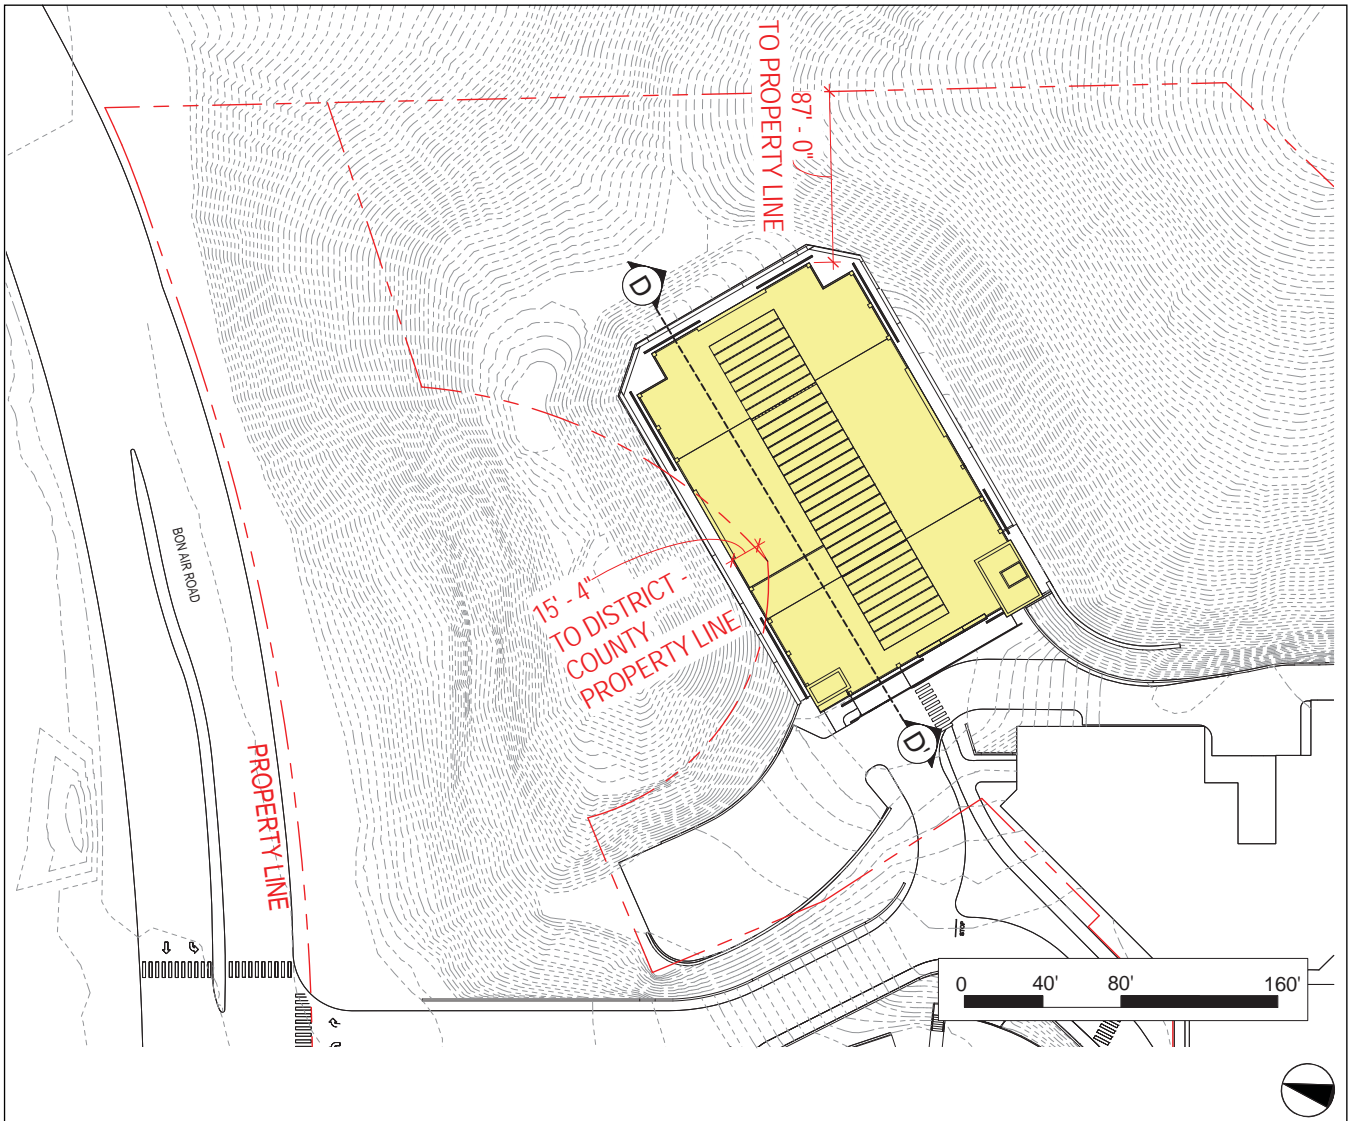 87' - 0"
TO PROPERTY LINE
D
15' - 4"
TO DISTRICT -
COUNTY
PROPERTY LINE
BON AIR ROAD
D'
PROPERTY LINE
STOP
0 40' 80' 160'